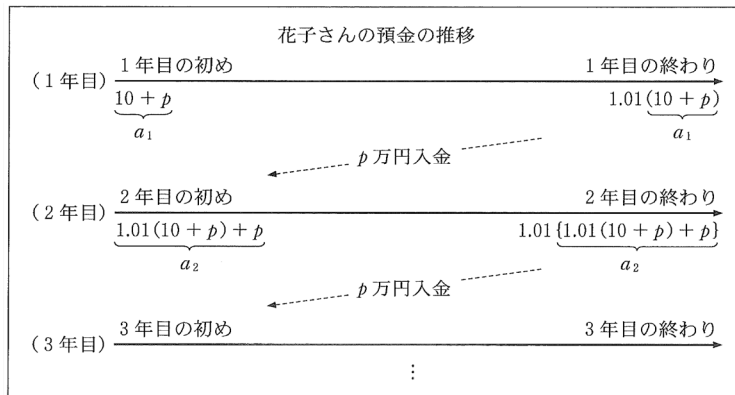 花子さんの預金の推移
1年目の初め 1年目の終わり
(1年目)
10 + p 1.01(10 + p)
a₁ a₁
p万円入金
2年目の初め 2年目の終わり
(2年目)
1.01(10 + p) + p 1.01{1.01(10 + p) + p}
a₂ a₂
p万円入金
3年目の初め 3年目の終わり
(3年目)
⋮